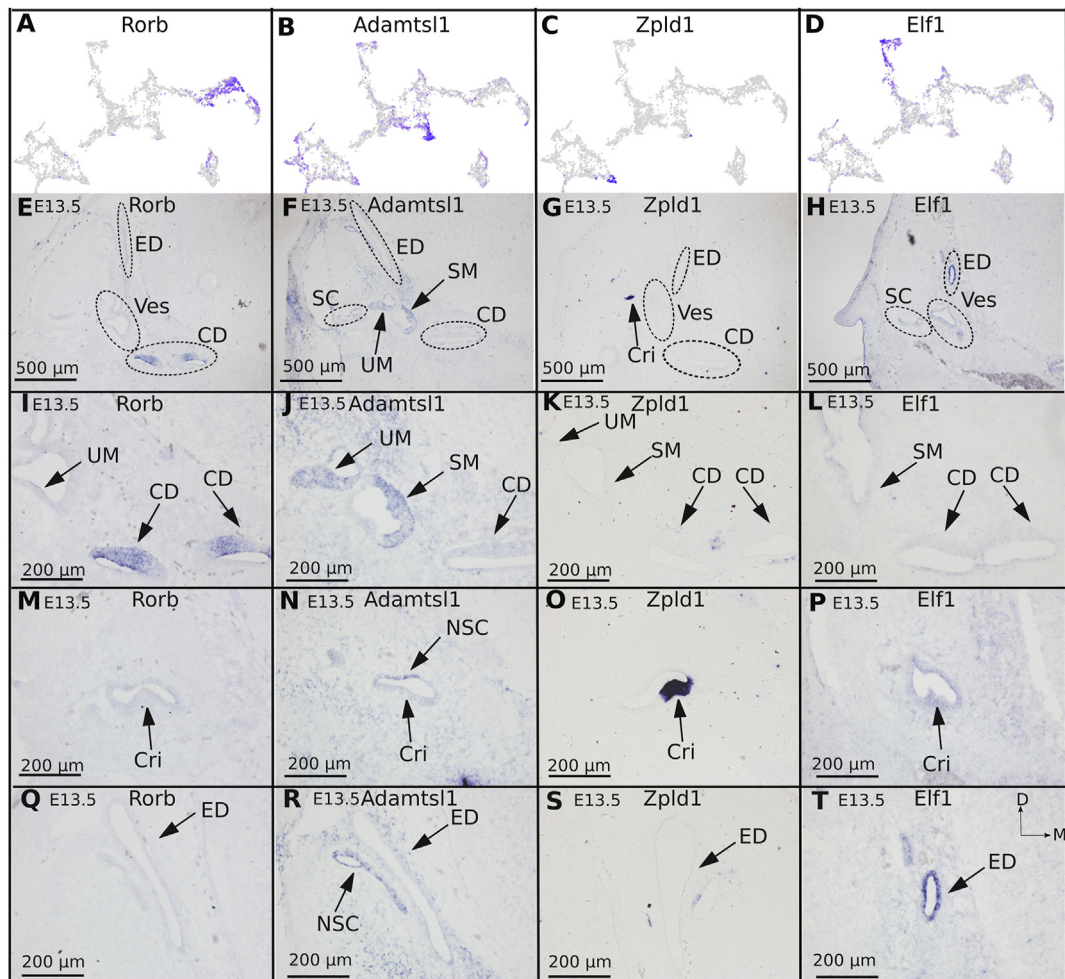 A Rorb
B Adamtsl1
C Zpld1
D Elf1
E E13.5 Rorb
ED
Ves
CD
500 µm
F E13.5 Adamtsl1
ED
SM
SC
CD
UM
500 µm
G E13.5 Zpld1
ED
Ves
Cri
CD
500 µm
H E13.5 Elf1
ED
SC
Ves
500 µm
I E13.5 Rorb
UM
CD
CD
200 µm
J E13.5 Adamtsl1
UM
SM
CD
200 µm
K E13.5 Zpld1
UM
SM
CD
CD
200 µm
L E13.5 Elf1
SM
CD
CD
200 µm
M E13.5 Rorb
Cri
200 µm
N E13.5 Adamtsl1
NSC
Cri
200 µm
O E13.5 Zpld1
Cri
200 µm
P E13.5 Elf1
Cri
200 µm
Q E13.5 Rorb
ED
200 µm
R E13.5 Adamtsl1
ED
NSC
200 µm
S E13.5 Zpld1
ED
200 µm
T E13.5 Elf1
D
M
ED
200 µm